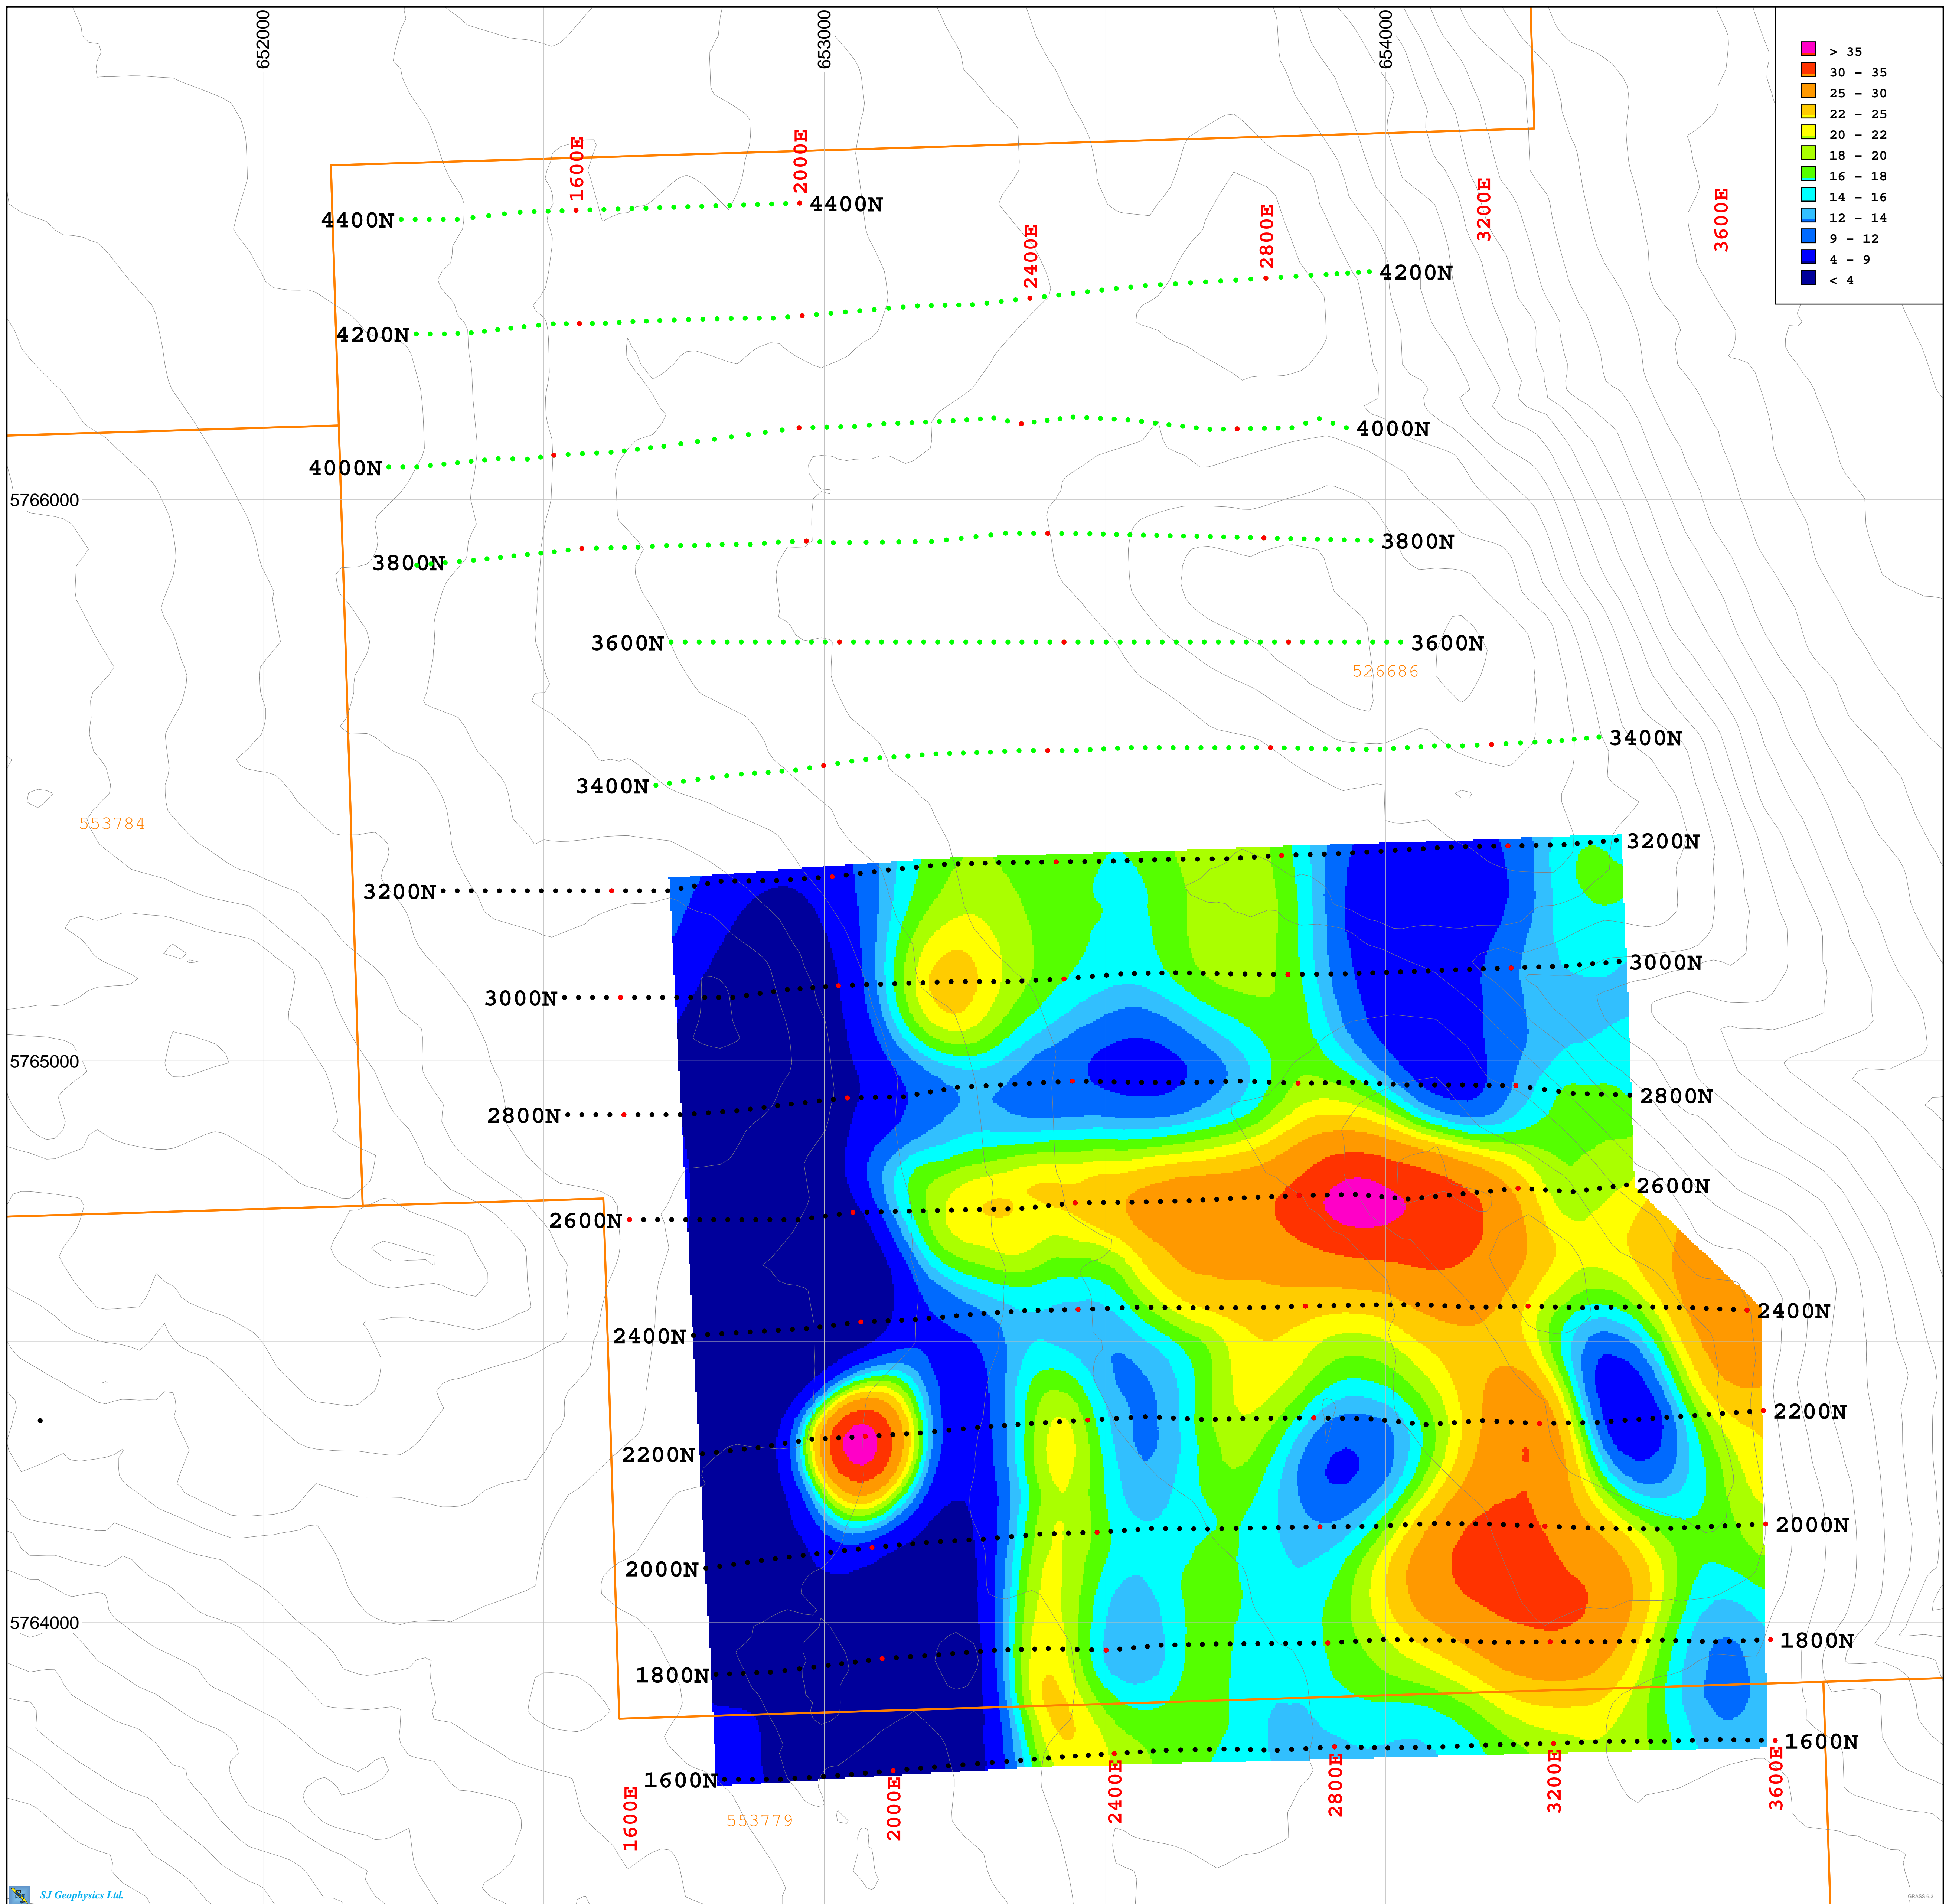 652000
653000
654000
> 35
30 - 35
25 - 30
22 - 25
20 - 22
18 - 20
16 - 18
14 - 16
12 - 14
9 - 12
4 - 9
< 4
1600E
2000E
2400E
2800E
3200E
3600E
4400N 4400N
4200N 4200N
4000N 4000N
5766000
3800N 3800N
3600N 3600N
526686
3400N 3400N
553784
3200N 3200N
3000N 3000N
5765000
2800N 2800N
2600N 2600N
2400N 2400N
2200N 2200N
2000N 2000N
5764000
1800N 1800N
1600N 1600N
1600E
2000E
2400E
2800E
3200E
3600E
553779
SJ Geophysics Ltd.
GRASS 6.3